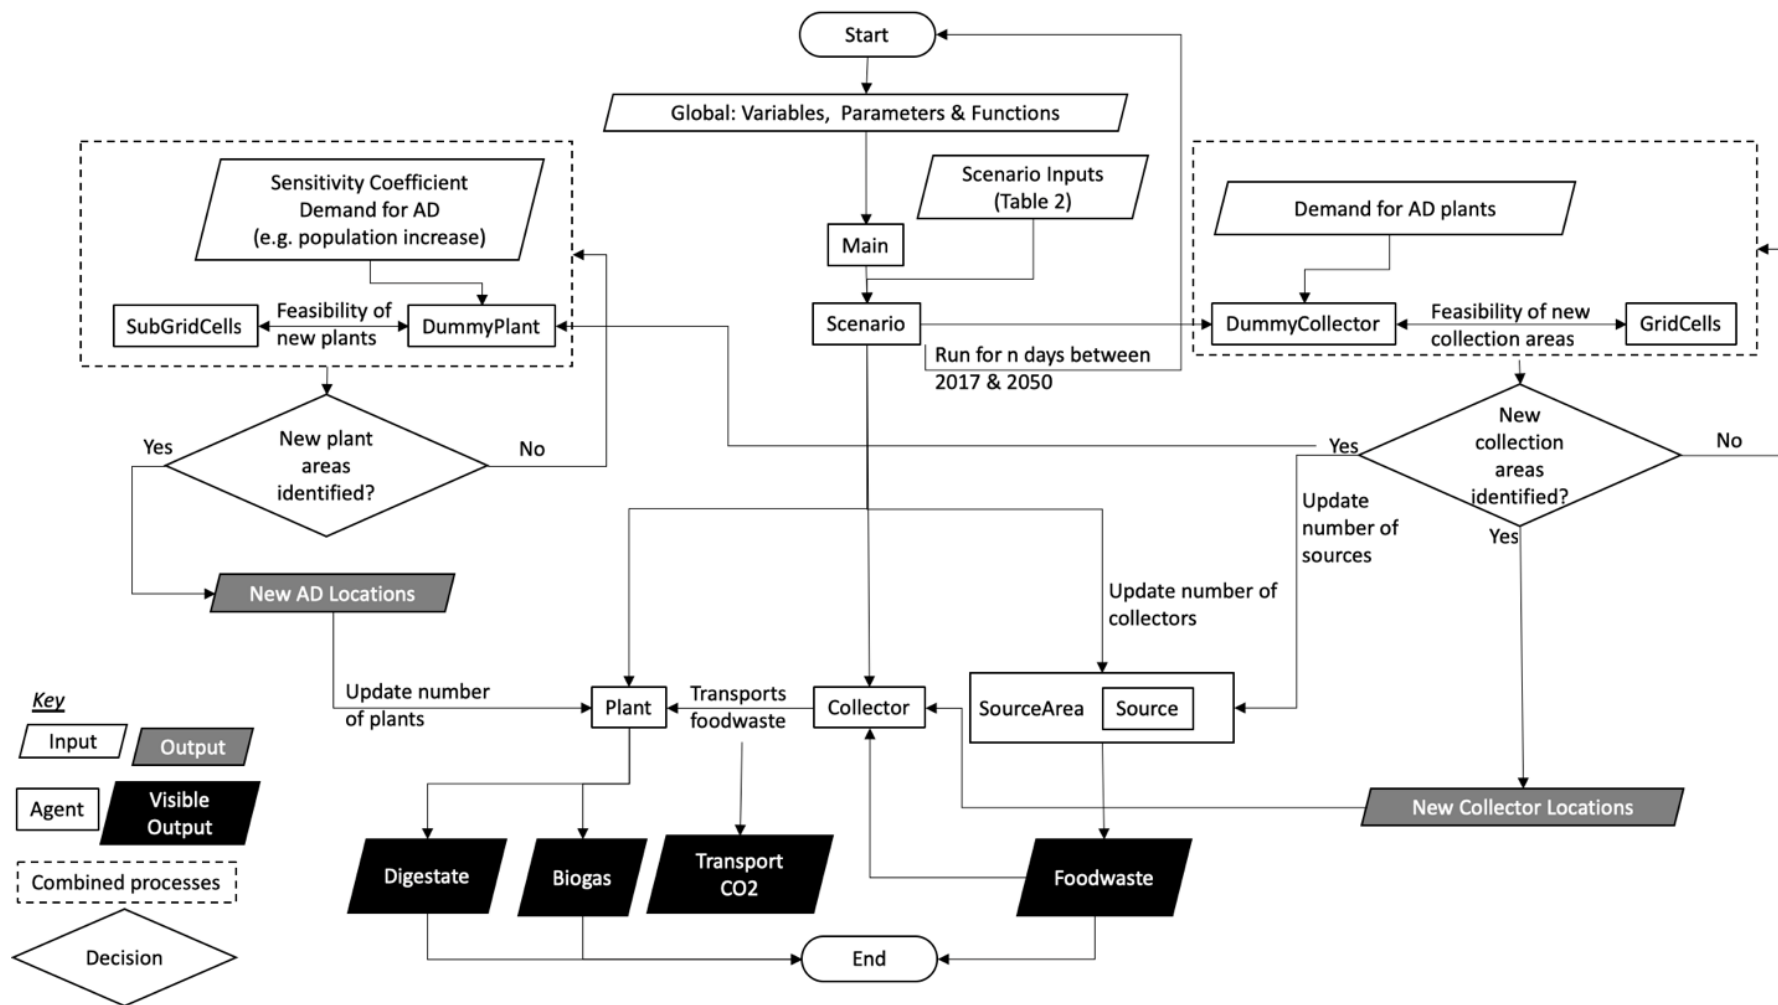 Start
Global: Variables, Parameters & Functions
Sensitivity Coefficient
Demand for AD
(e.g. population increase)
Scenario Inputs
(Table 2)
Demand for AD plants
Main
SubGridCells
Feasibility of
new plants
DummyPlant
Scenario
DummyCollector
Feasibility of new
collection areas
GridCells
Run for n days between
2017 & 2050
Yes
New plant
areas
identified?
No
Yes
New
collection
areas
identified?
No
Update
number of
sources
Yes
New AD Locations
Update number of
collectors
Update number
of plants
Plant
Transports
foodwaste
Collector
SourceArea
Source
New Collector Locations
Key
Input
Output
Agent
Visible
Output
Combined processes
Decision
Digestate
Biogas
Transport
CO2
Foodwaste
End